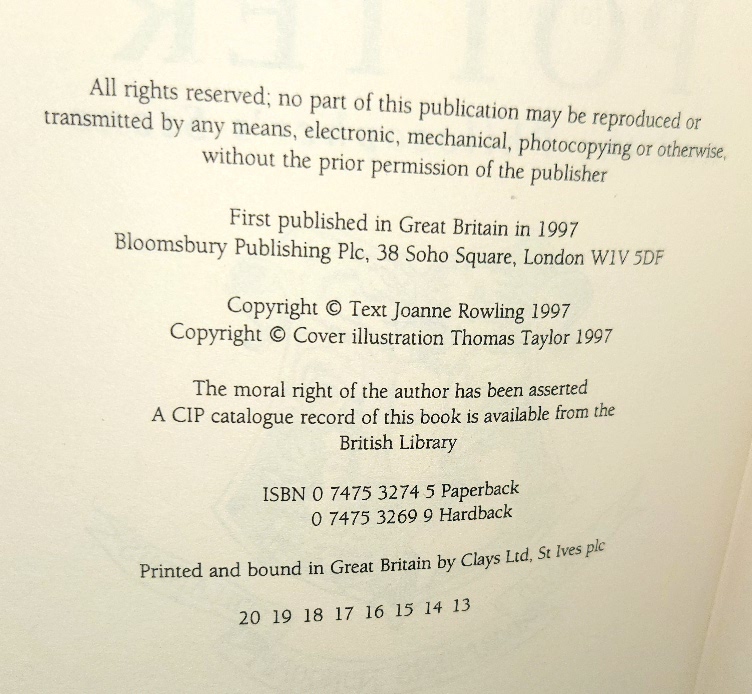 All rights reserved; no part of this publication may be reproduced or
transmitted by any means, electronic, mechanical, photocopying or otherwise,
without the prior permission of the publisher
First published in Great Britain in 1997
Bloomsbury Publishing Plc, 38 Soho Square, London W1V 5DF
Copyright © Text Joanne Rowling 1997
Copyright © Cover illustration Thomas Taylor 1997
The moral right of the author has been asserted
A CIP catalogue record of this book is available from the
British Library
ISBN 0 7475 3274 5 Paperback
0 7475 3269 9 Hardback
Printed and bound in Great Britain by Clays Ltd, St Ives plc
20 19 18 17 16 15 14 13